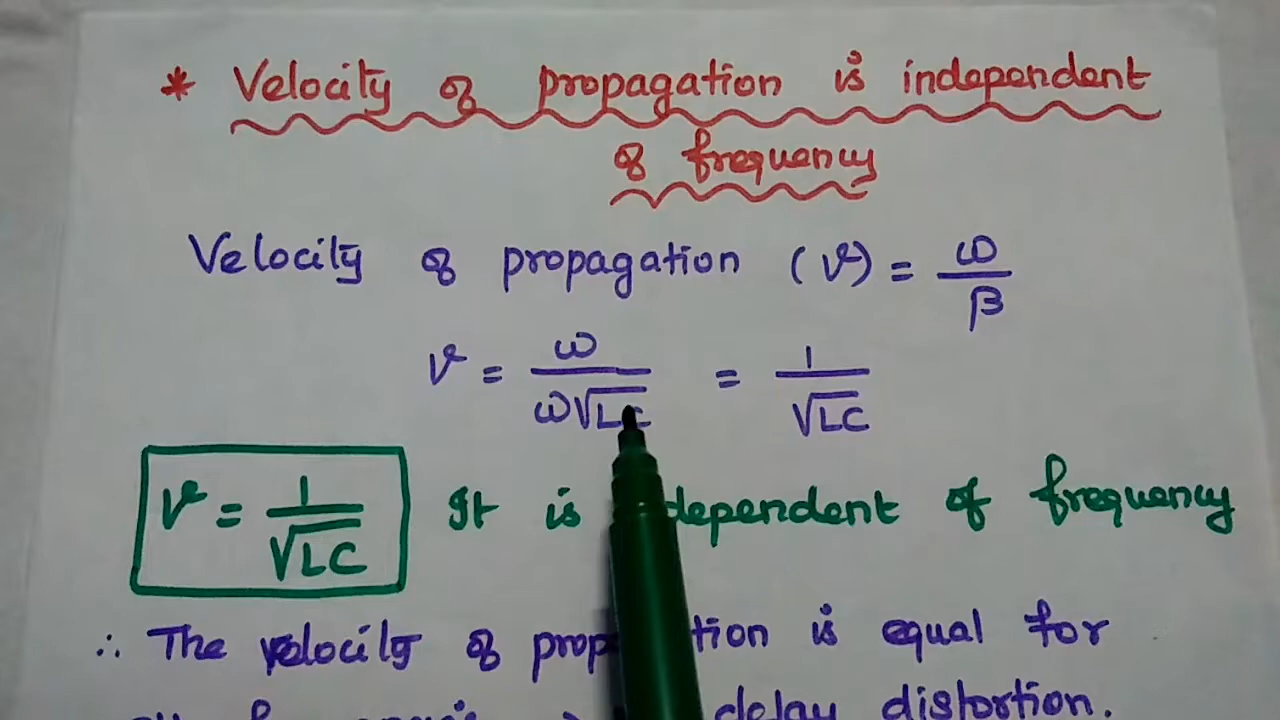 * Velocity of propagation is independent
of frequency
Velocity of propagation (v) = ω/β
v = ω/ω√LC = 1/√LC
v = 1/√LC It is dependent of frequency
∴ The velocity of prop tion is equal for
delay distortion.